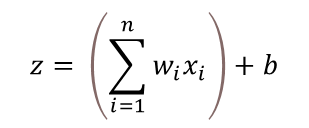 z = (∑_{i=1}^{n} w_i x_i) + b